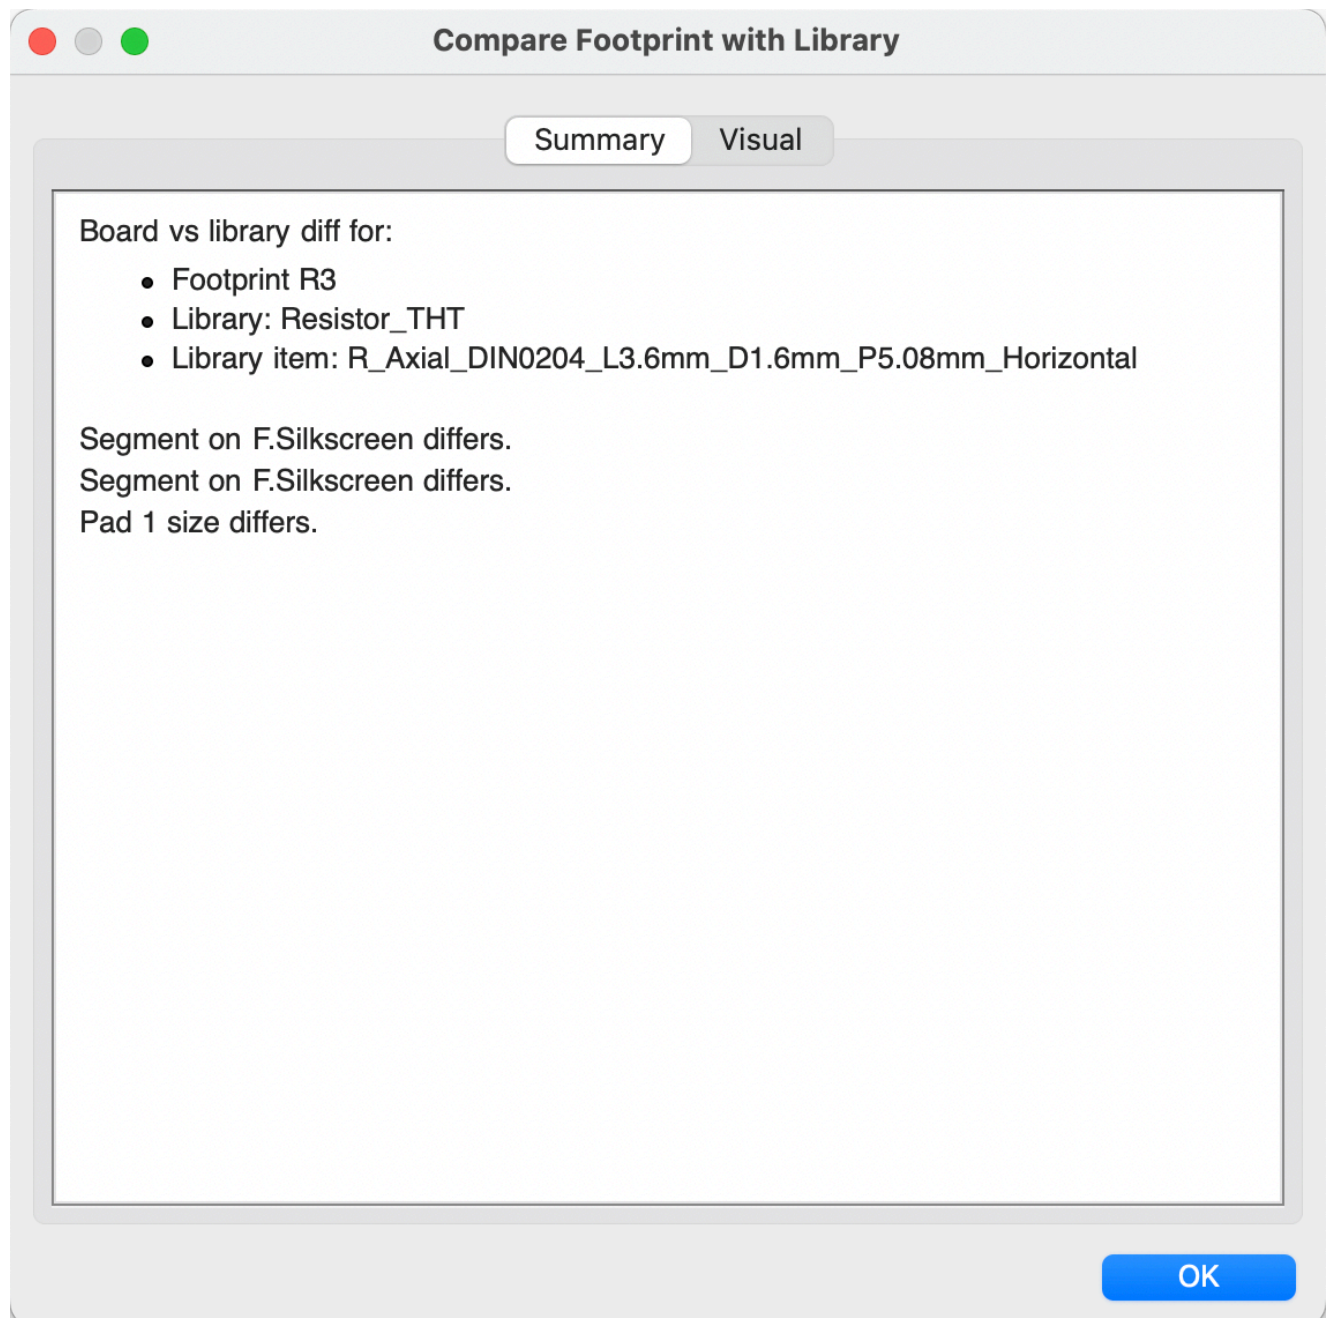 Compare Footprint with Library
Summary Visual
Board vs library diff for:
• Footprint R3
• Library: Resistor_THT
• Library item: R_Axial_DIN0204_L3.6mm_D1.6mm_P5.08mm_Horizontal
Segment on F.Silkscreen differs.
Segment on F.Silkscreen differs.
Pad 1 size differs.
OK